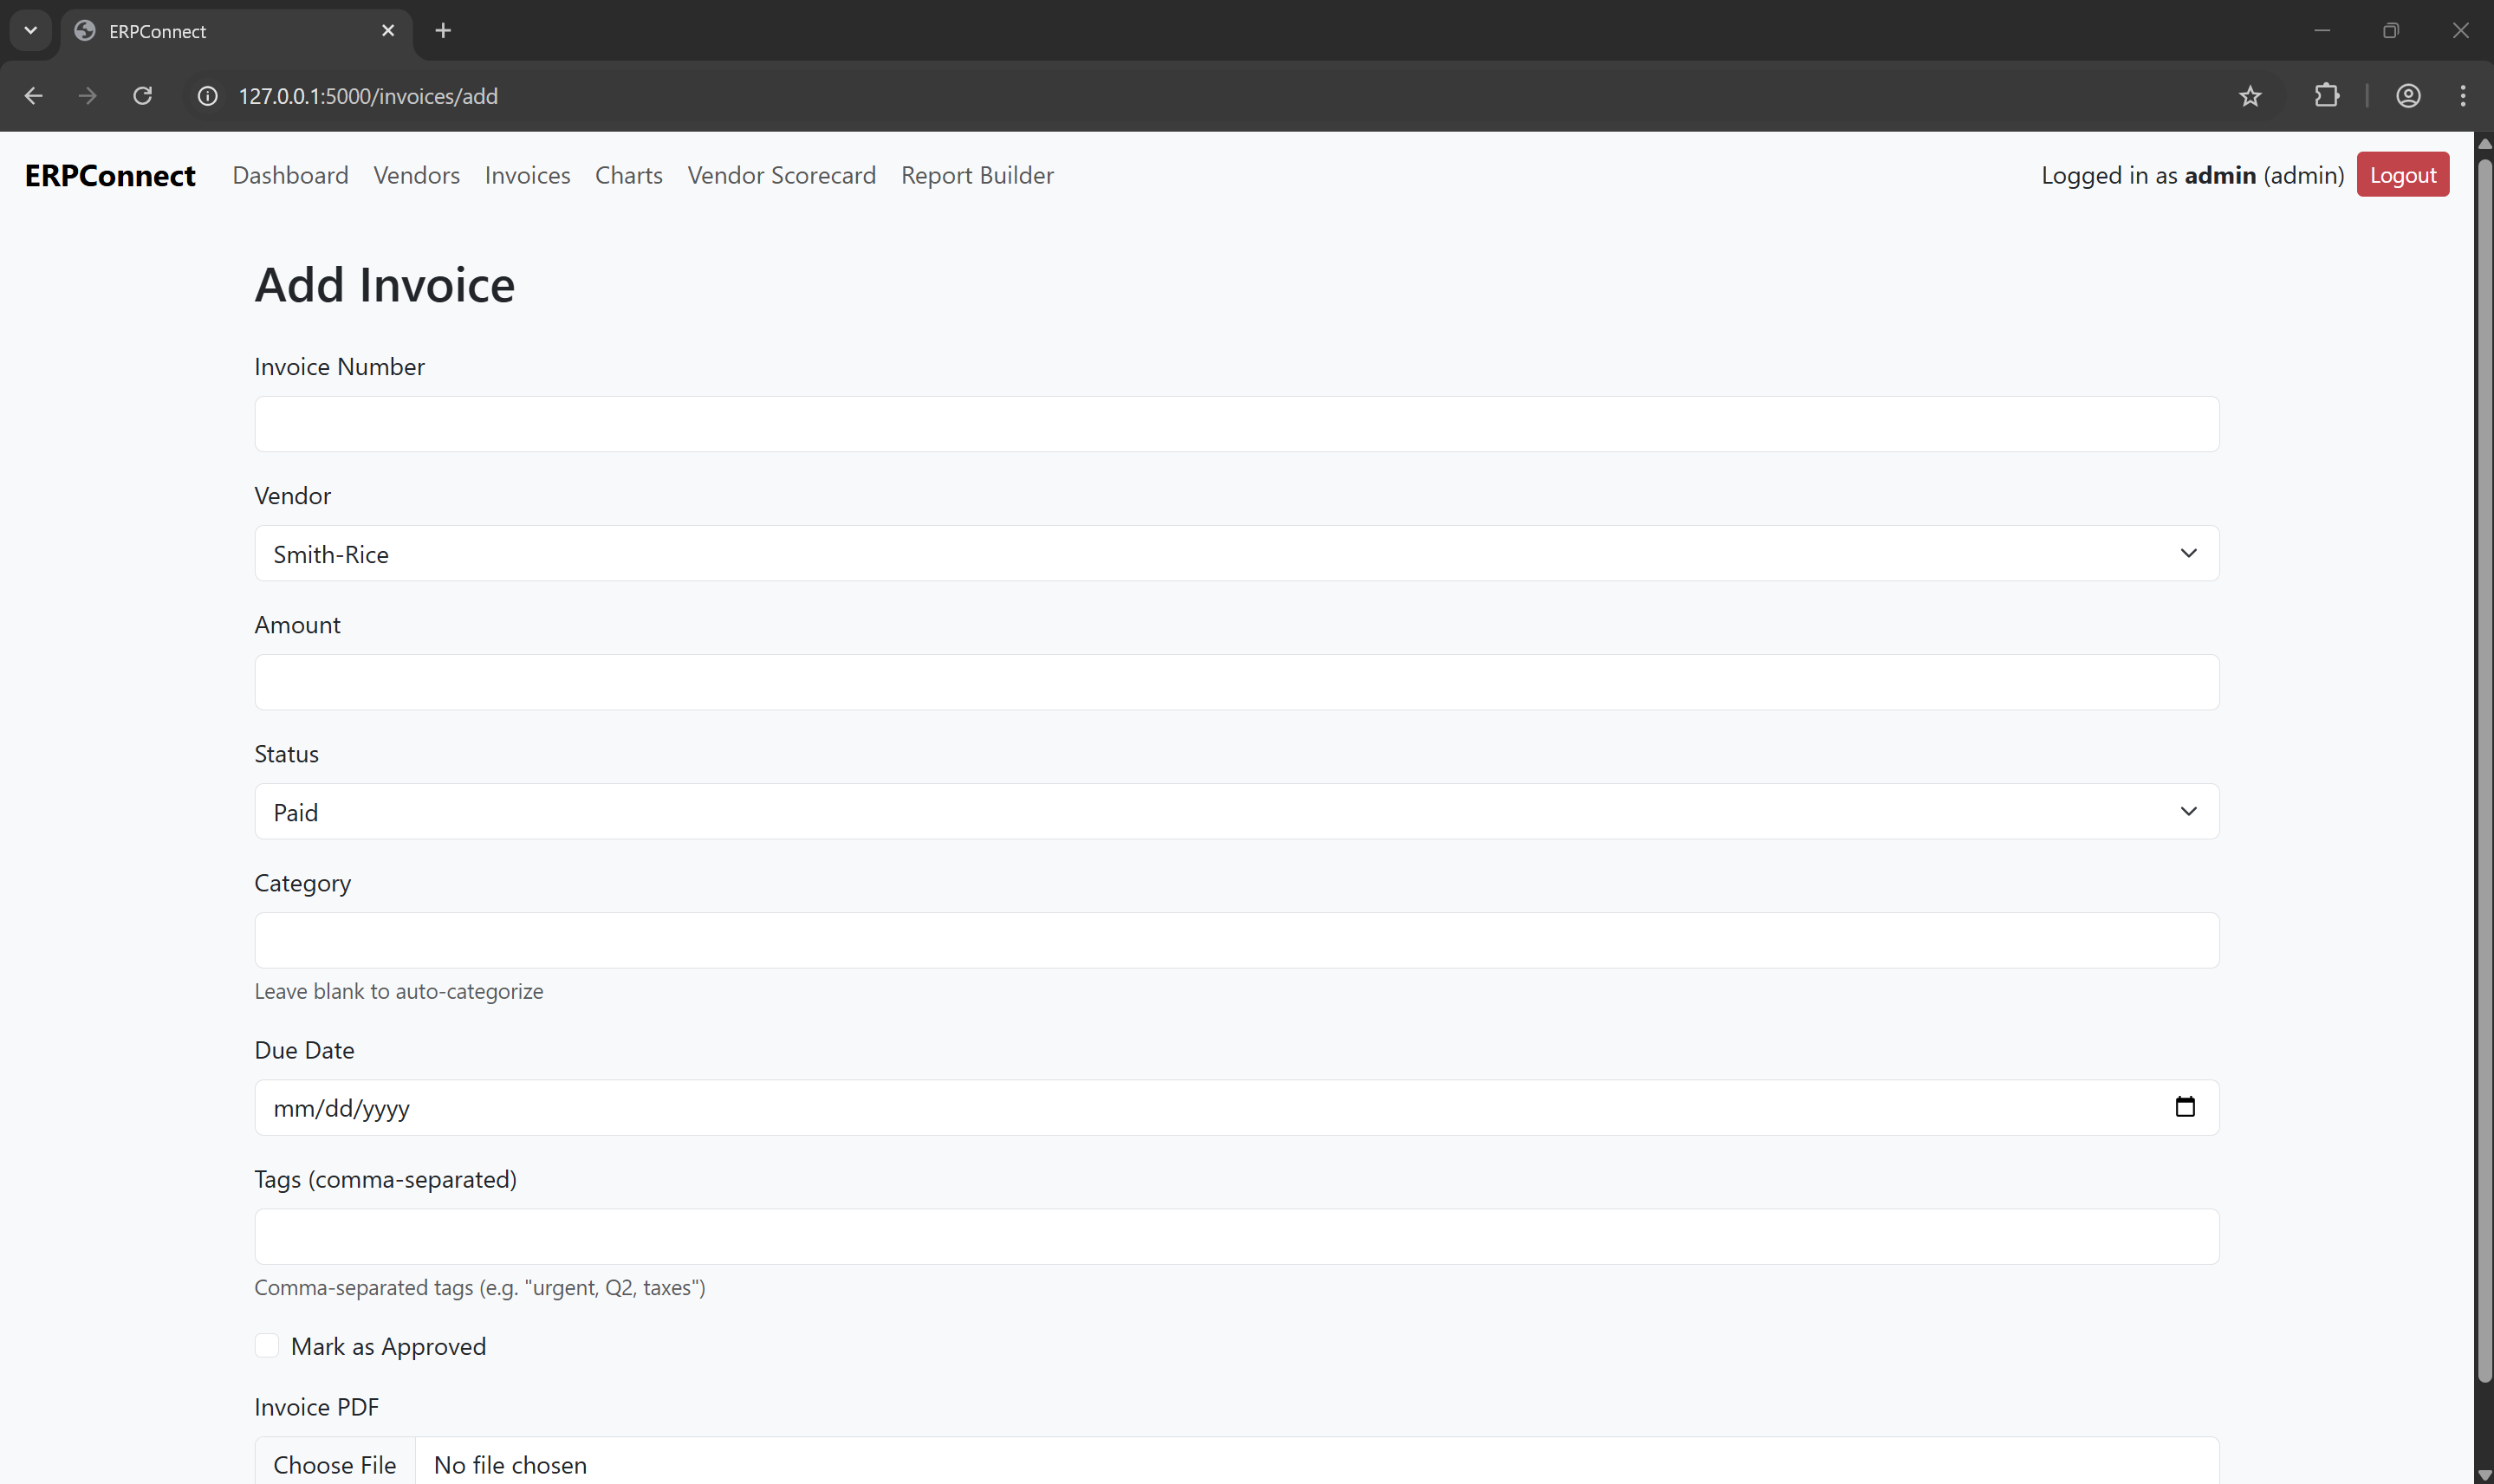 ERPConnect
127.0.0.1:5000/invoices/add
ERPConnect Dashboard Vendors Invoices Charts Vendor Scorecard Report Builder Logged in as admin (admin) Logout
Add Invoice
Invoice Number
Vendor
Smith-Rice
Amount
Status
Paid
Category
Leave blank to auto-categorize
Due Date
mm/dd/yyyy
Tags (comma-separated)
Comma-separated tags (e.g. "urgent, Q2, taxes")
Mark as Approved
Invoice PDF
Choose File No file chosen